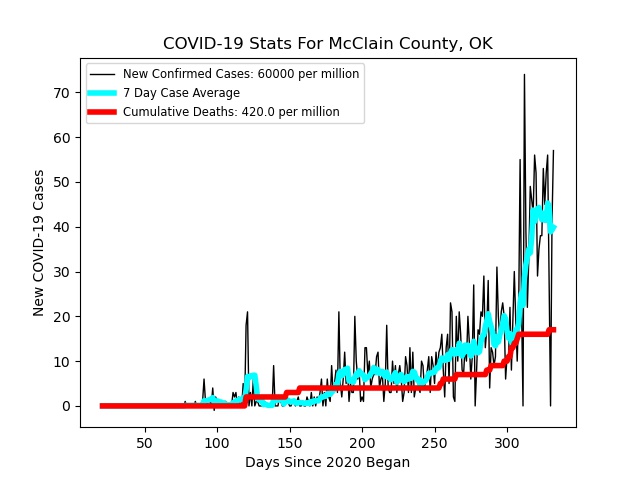 COVID-19 Stats For McClain County, OK
New Confirmed Cases: 60000 per million
7 Day Case Average
Cumulative Deaths: 420.0 per million
New COVID-19 Cases
70
60
50
40
30
20
10
0
50
100
150
200
250
300
Days Since 2020 Began